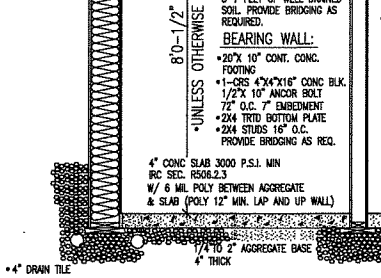 SOIL. PROVIDE BRIDGING AS
REQUIRED.
BEARING WALL:
•20"X 10" CONT. CONC.
FOOTING
•1-CRS 4"X4"X16" CONC BLK.
1/2"X 10" ANCOR BOLT
72" O.C. 7" EMBEDMENT
•2X4 TRTD BOTTOM PLATE
•2X4 STUDS 16" O.C.
PROVIDE BRIDGING AS REQ.
8'0-1/2"
•UNLESS OTHERWISE
4" CONC SLAB 3000 P.S.I. MIN
IRC SEC. R506.2.3
W/ 6 MIL POLY BETWEEN AGGREGATE
& SLAB (POLY 12" MIN. LAP AND UP WALL)
1/4 TO 2" AGGREGATE BASE
4" THICK
•4" DRAIN TILE